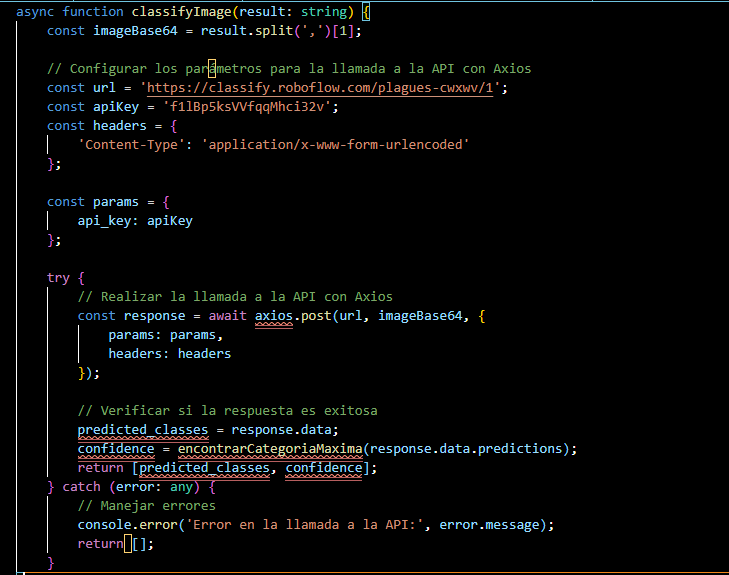 async function classifyImage(result: string) {
const imageBase64 = result.split(',')[1];
// Configurar los parámetros para la llamada a la API con Axios
const url = 'https://classify.roboflow.com/plagues-cwxwv/1';
const apiKey = 'f1lBp5ksVVfqqMhci32v';
const headers = {
'Content-Type': 'application/x-www-form-urlencoded'
};
const params = {
api_key: apiKey
};
try {
// Realizar la llamada a la API con Axios
const response = await axios.post(url, imageBase64, {
params: params,
headers: headers
});
// Verificar si la respuesta es exitosa
predicted_classes = response.data;
confidence = encontrarCategoriaMaxima(response.data.predictions);
return [predicted_classes, confidence];
} catch (error: any) {
// Manejar errores
console.error('Error en la llamada a la API:', error.message);
return [];
}